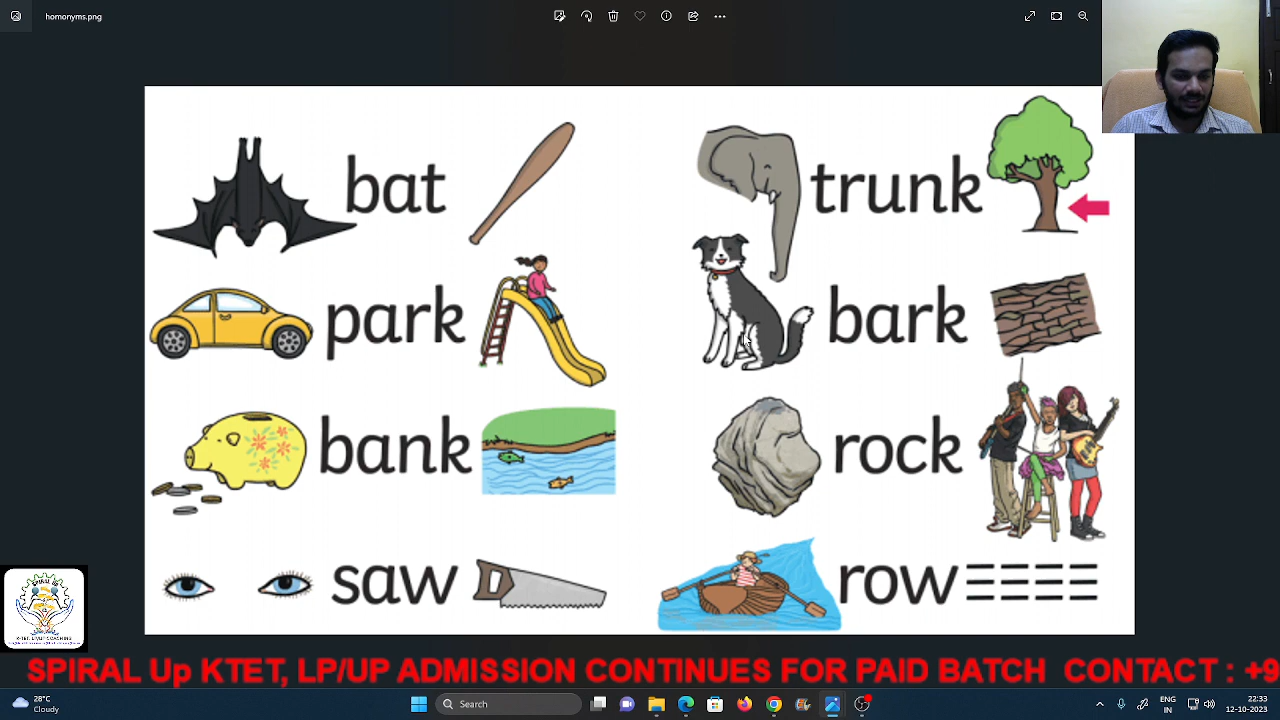 homonyms.png
bat
trunk
park
bark
bank
rock
saw
row
SPIRAL Up KTET, LP/UP ADMISSION CONTINUES FOR PAID BATCH CONTACT : +9
28°C
Cloudy
Search
ENG
IN
22:33
12-10-2023